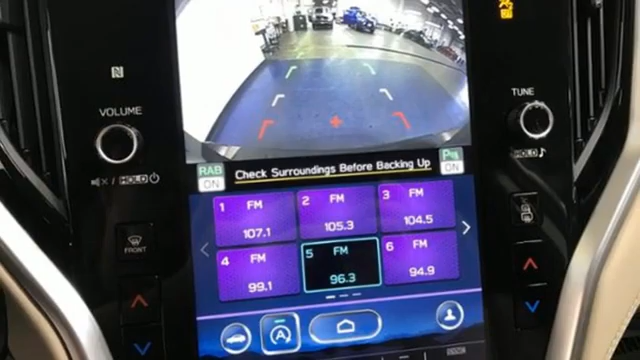 VOLUME
TUNE
HOLD
HOLD
RAB
ON
Check Surroundings Before Backing Up
ON
1 FM
107.1
2 FM
105.3
3 FM
104.5
4 FM
99.1
5 FM
96.3
6 FM
94.9
FRONT
A